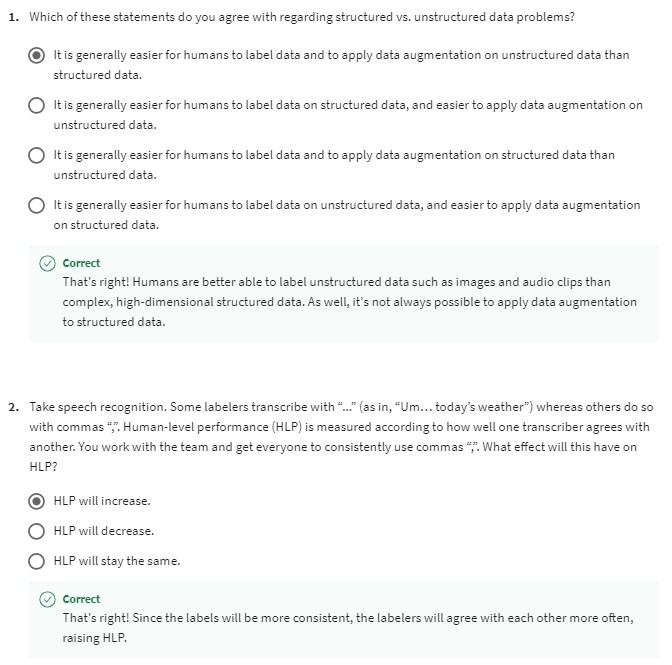 1. Which of these statements do you agree with regarding structured vs. unstructured data problems?
It is generally easier for humans to label data and to apply data augmentation on unstructured data than
structured data.
It is generally easier for humans to label data on structured data, and easier to apply data augmentation on
unstructured data.
It is generally easier for humans to label data and to apply data augmentation on structured data than
unstructured data.
It is generally easier for humans to label data on unstructured data, and easier to apply data augmentation
on structured data.
Correct
That's right! Humans are better able to label unstructured data such as images and audio clips than
complex, high-dimensional structured data. As well, it's not always possible to apply data augmentation
to structured data.
2. Take speech recognition. Some labelers transcribe with “...” (as in, “Um... today's weather”) whereas others do so
with commas “,”. Human-level performance (HLP) is measured according to how well one transcriber agrees with
another. You work with the team and get everyone to consistently use commas “,”. What effect will this have on
HLP?
HLP will increase.
HLP will decrease.
HLP will stay the same.
Correct
That's right! Since the labels will be more consistent, the labelers will agree with each other more often,
raising HLP.